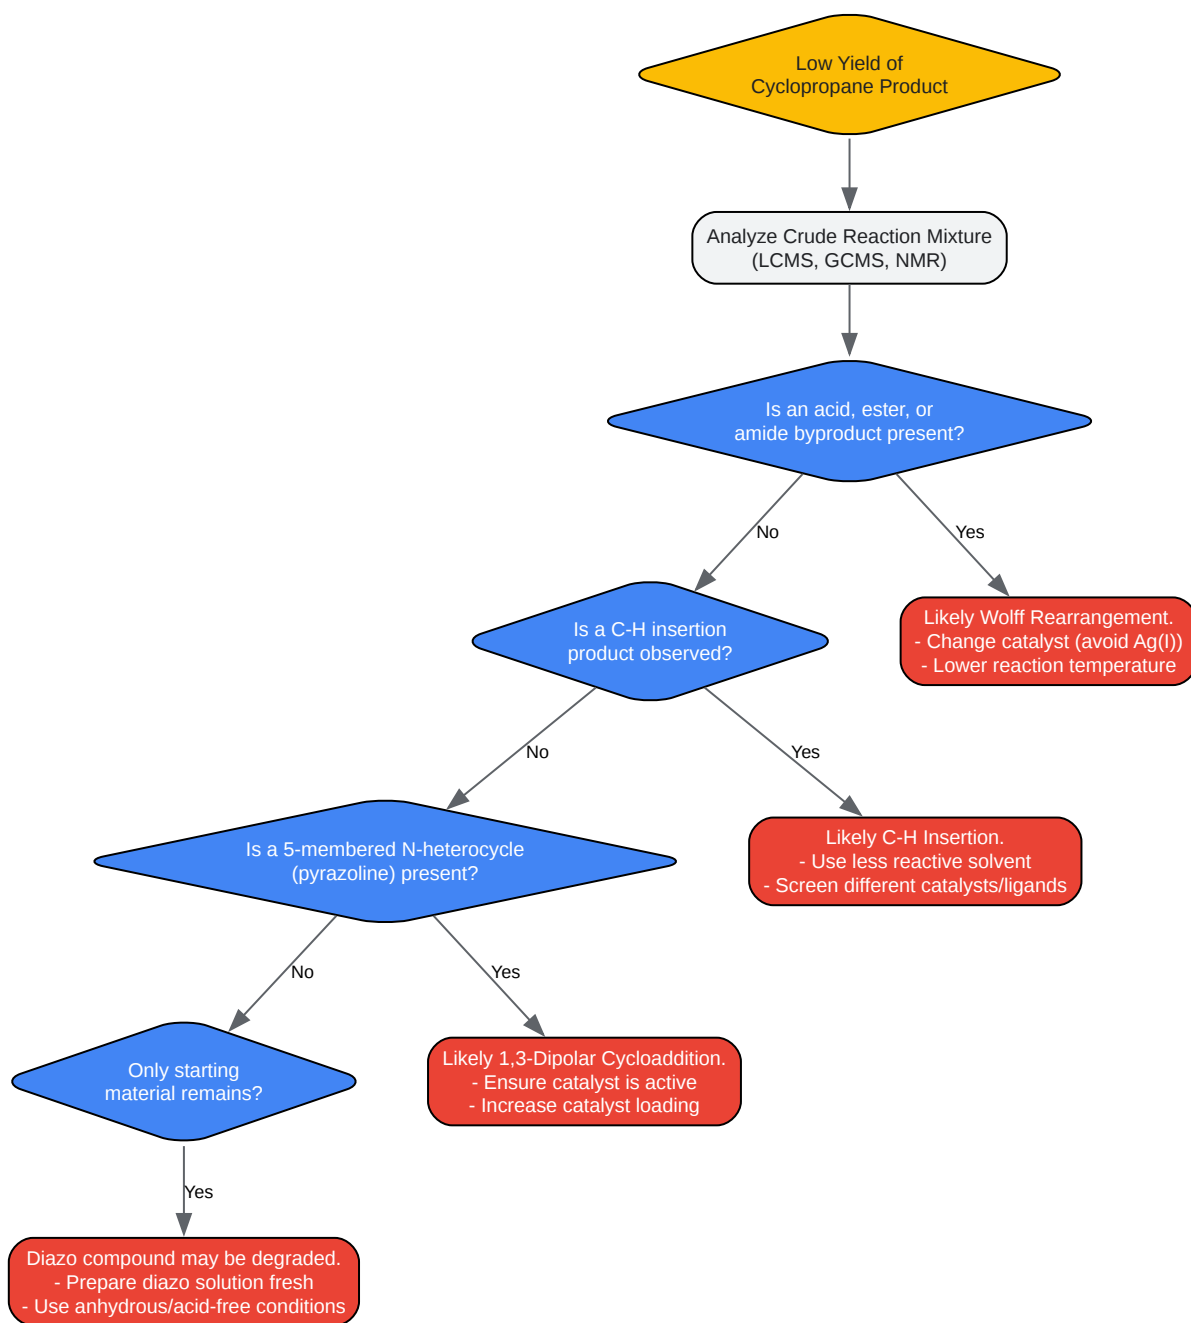 Low Yield of
Cyclopropane Product
Analyze Crude Reaction Mixture
(LCMS, GCMS, NMR)
Is an acid, ester, or
amide byproduct present?
No
Yes
Is a C-H insertion
product observed?
Likely Wolff Rearrangement.
- Change catalyst (avoid Ag(I))
- Lower reaction temperature
No
Yes
Is a 5-membered N-heterocycle
(pyrazoline) present?
Likely C-H Insertion.
- Use less reactive solvent
- Screen different catalysts/ligands
No
Yes
Only starting
material remains?
Likely 1,3-Dipolar Cycloaddition.
- Ensure catalyst is active
- Increase catalyst loading
Yes
Diazo compound may be degraded.
- Prepare diazo solution fresh
- Use anhydrous/acid-free conditions